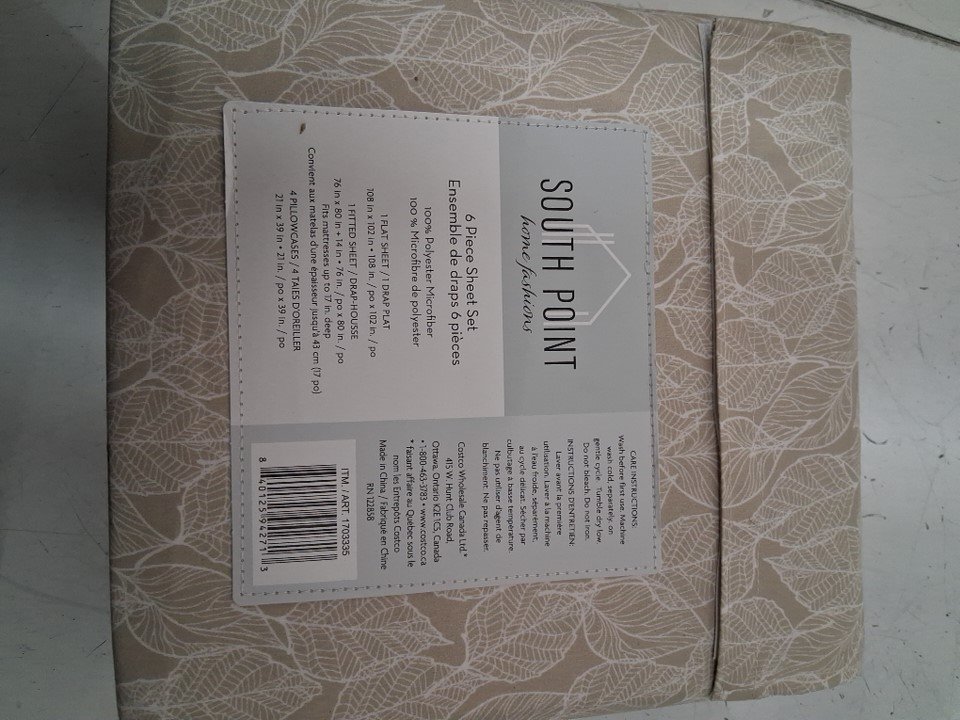 SOUTH POINT
home fashions
6 Piece Sheet Set
Ensemble de draps 6 pièces
100% Polyester Microfiber
100 % Microfibre de polyester
1 FLAT SHEET / 1 DRAP PLAT
108 in x 102 in • 108 in. / po x 102 in. / po
1 FITTED SHEET / DRAP-HOUSSE
76 in x 80 in + 14 in • 76 in. / po x 80 in. / po
Fits mattresses up to 17 in. deep
Convient aux matelas d'une épaisseur jusqu'à 43 cm (17 po)
4 PILLOWCASES / 4 TAIES D'OREILLER
21 in x 39 in • 21 in. / po x 39 in. / po
CARE INSTRUCTIONS:
Wash before first use. Machine
wash cold, separately, on
gentle cycle. Tumble dry low.
Do not bleach. Do not iron.
INSTRUCTIONS D'ENTRETIEN:
Laver avant la première
utilisation. Laver à la machine
à l'eau froide, séparément,
au cycle délicat. Sécher par
culbutage à basse température.
Ne pas utiliser d'agent de
blanchiment. Ne pas repasser.
Costco Wholesale Canada Ltd.*
415 W. Hunt Club Road,
Ottawa, Ontario K2E 1C5, Canada
• 1-800-463-3783 • www.costco.ca
* faisant affaire au Québec sous le
nom les Entrepôts Costco
Made in China / Fabriqué en Chine
RN 132858
ITM. / ART. 1703335
8 40125 94271 3